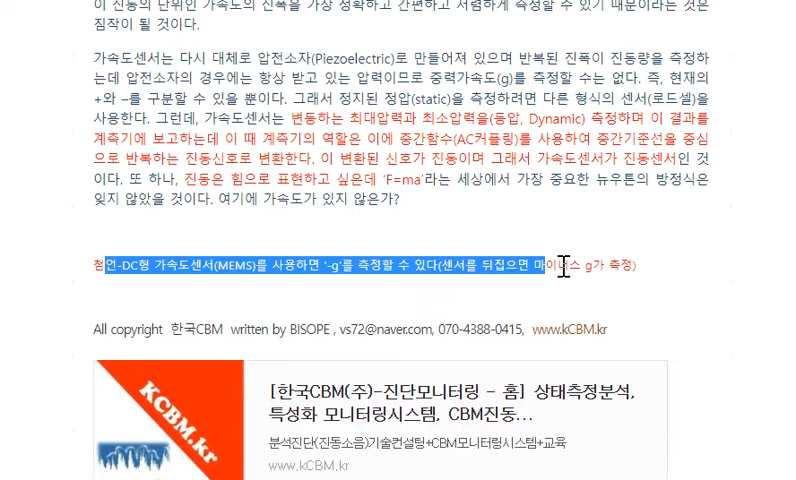 이 진동의 단위인 가속도의 진폭을 가장 정확하고 간편하고 저렴하게 측정할 수 있기 때문이라는 것은
짐작이 될 것이다.
가속도센서는 다시 대체로 압전소자(Piezoelectric)로 만들어져 있으며 반복된 진폭이 진동량을 측정하
는데 압전소자의 경우에는 항상 받고 있는 압력이므로 중력가속도(g)를 측정할 수는 없다. 즉, 현재의
+와 –를 구분할 수 있을 뿐이다. 그래서 정지된 정압(static)을 측정하려면 다른 형식의 센서(로드셀)을
사용한다. 그런데, 가속도센서는 변동하는 최대압력과 최소압력을(동압, Dynamic) 측정하며 이 결과를
계측기에 보고하는데 이 때 계측기의 역할은 이에 중간함수(AC커플링)를 사용하여 중간기준선을 중심
으로 반복하는 진동신호로 변환한다. 이 변환된 신호가 진동이며 그래서 가속도센서가 진동센서인 것
이다. 또 하나, 진동은 힘으로 표현하고 싶은데 ‘F=ma’라는 세상에서 가장 중요한 뉴우튼의 방정식은
잊지 않았을 것이다. 여기에 가속도가 있지 않은가?
첨언-DC형 가속도센서(MEMS)를 사용하면 '-g'를 측정할 수 있다(센서를 뒤집으면 마이너스 g가 측정)
All copyright 한국CBM written by BISOPE , vs72@naver.com, 070-4388-0415, www.kCBM.kr
KCBM.kr
[한국CBM(주)-진단모니터링 - 홈] 상태측정분석,
특성화 모니터링시스템, CBM진동...
분석진단(진동소음)기술컨설팅+CBM모니터링시스템+교육
www.kCBM.kr